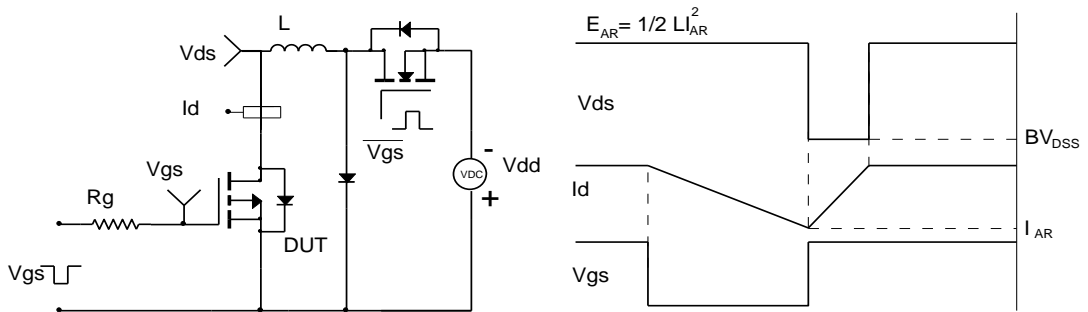 L
Vds
Id
Vgs
Rg
DUT
Vgs
Vgs
VDC
-
+
Vdd
E_AR= 1/2 LI_AR^2
Vds
BV_DSS
Id
I_AR
Vgs